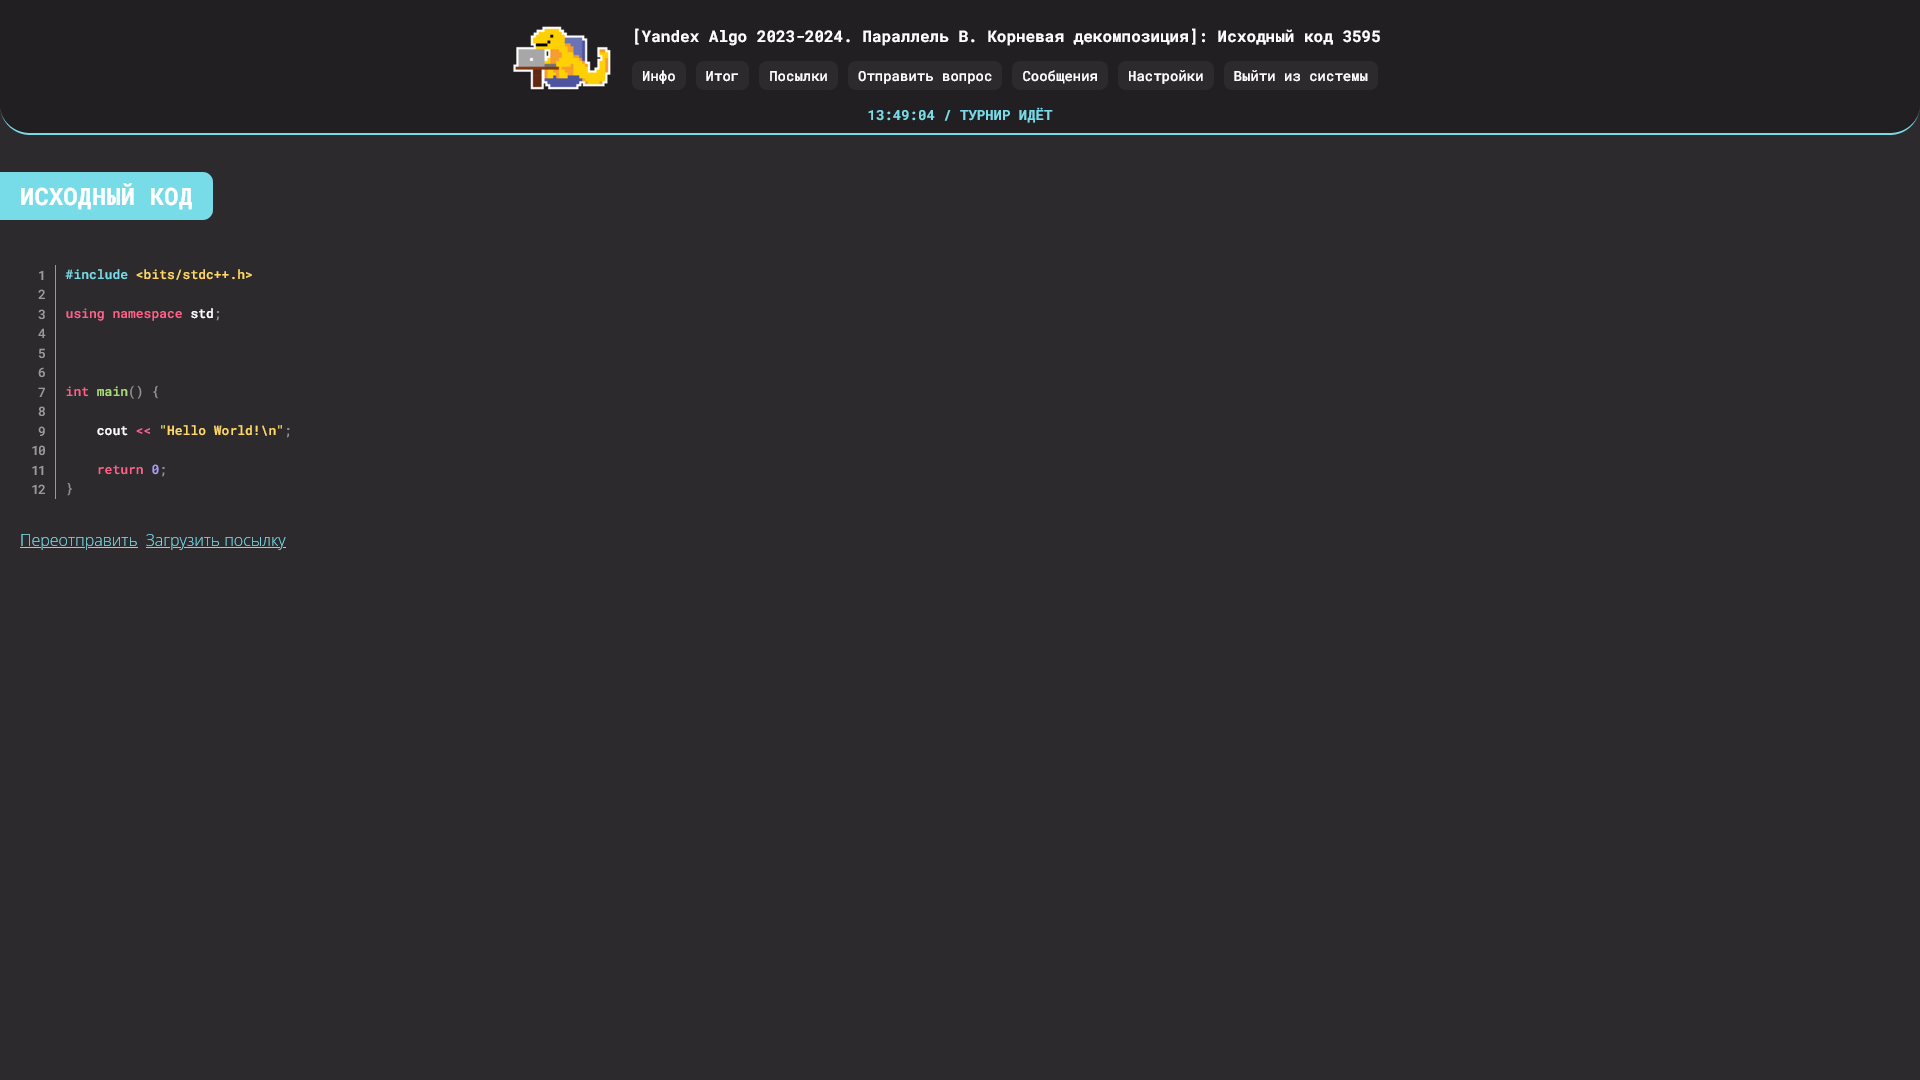 [Yandex Algo 2023-2024. Параллель B. Корневая декомпозиция]: Исходный код 3595
Инфо Итог Посылки Отправить вопрос Сообщения Настройки Выйти из системы
13:49:04 / ТУРНИР ИДЁТ
ИСХОДНЫЙ КОД
1 #include <bits/stdc++.h>
2
3 using namespace std;
4
5
6
7 int main() {
8
9     cout << "Hello World!\n";
10
11     return 0;
12 }
Переотправить Загрузить посылку